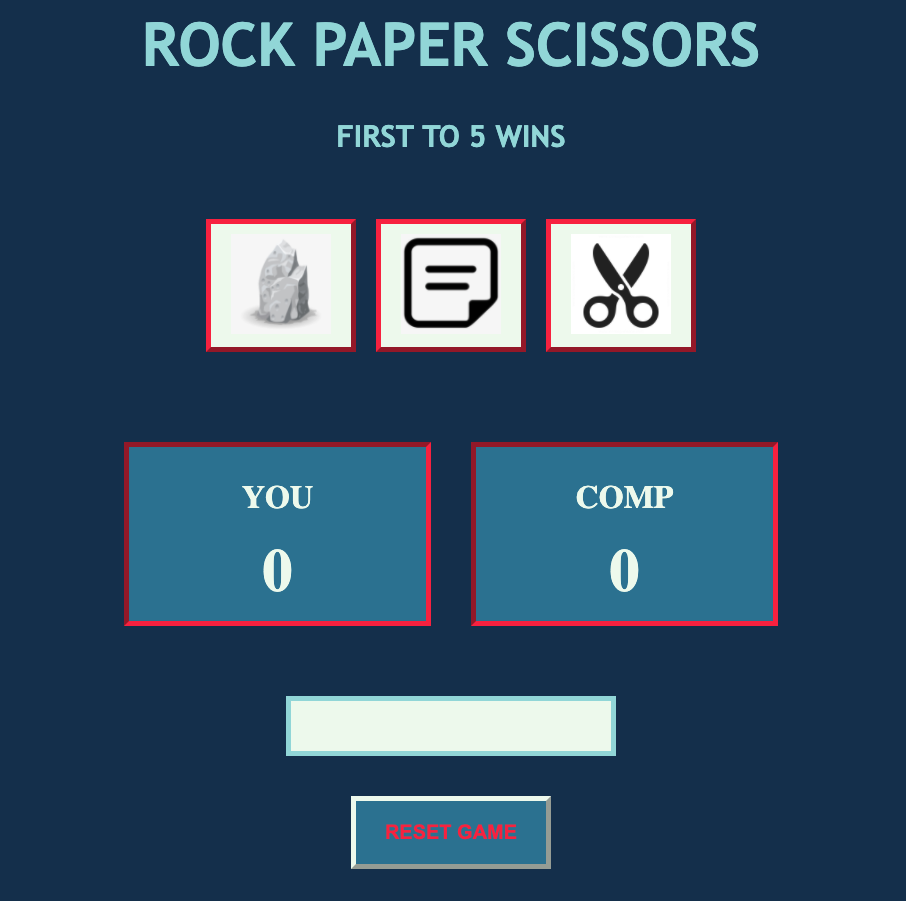 ROCK PAPER SCISSORS
FIRST TO 5 WINS
YOU
COMP
0
0
RESET GAME